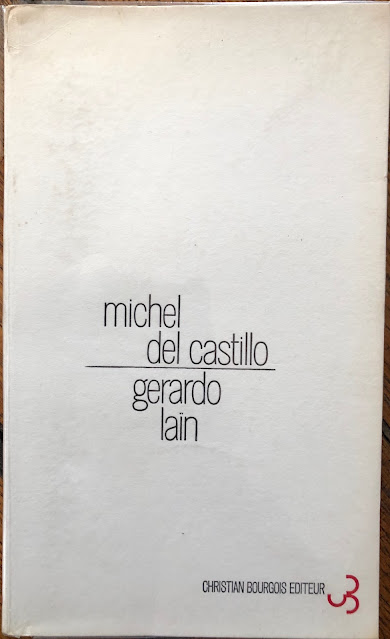 michel
del castillo
gerardo
laïn
CHRISTIAN BOURGOIS EDITEUR